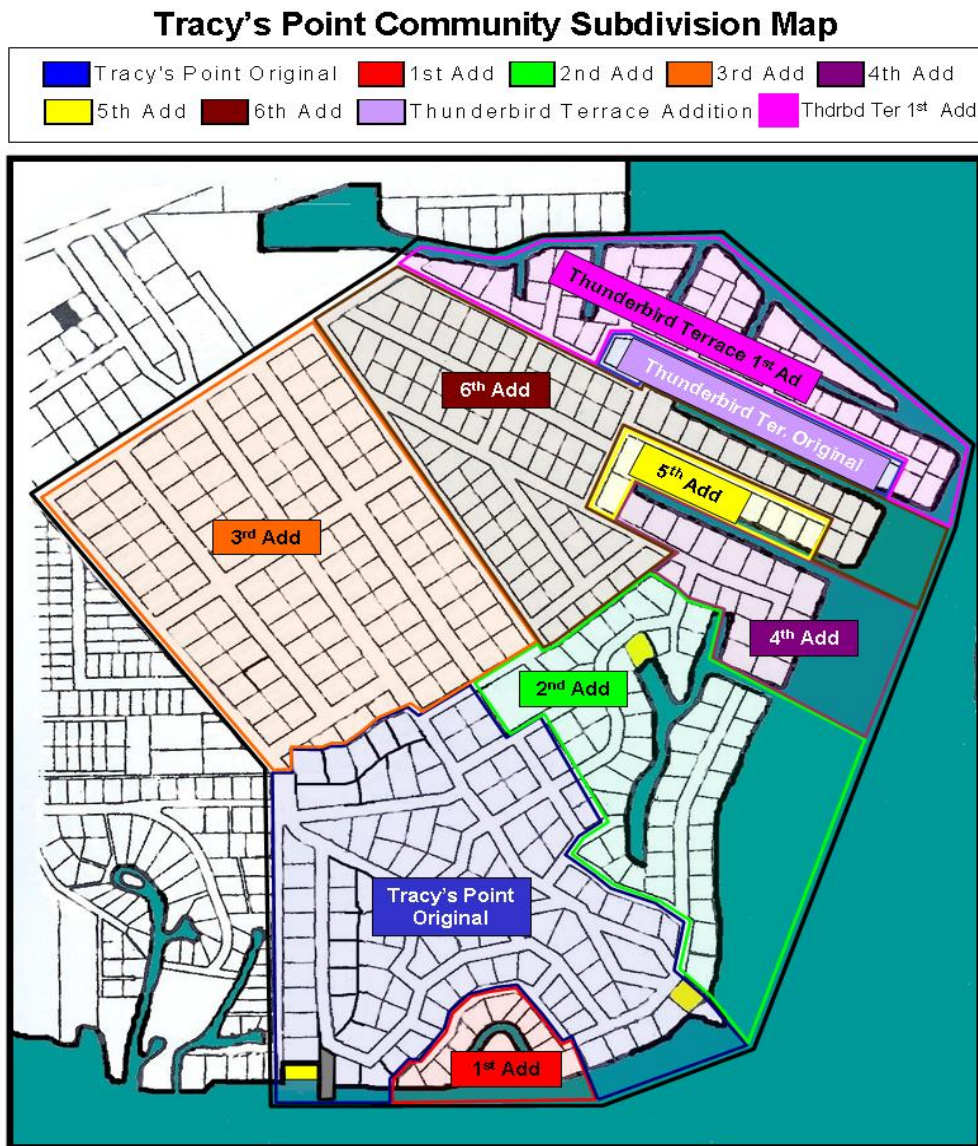 Tracy's Point Community Subdivision Map
Tracy's Point Original 1st Add 2nd Add 3rd Add 4th Add
5th Add 6th Add Thunderbird Terrace Addition Thdrbd Ter 1st Add
Thunderbird Terrace 1st Ad
6th Add
Thunderbird Ter. Original
5th Add
3rd Add
4th Add
2nd Add
Tracy's Point
Original
1st Add